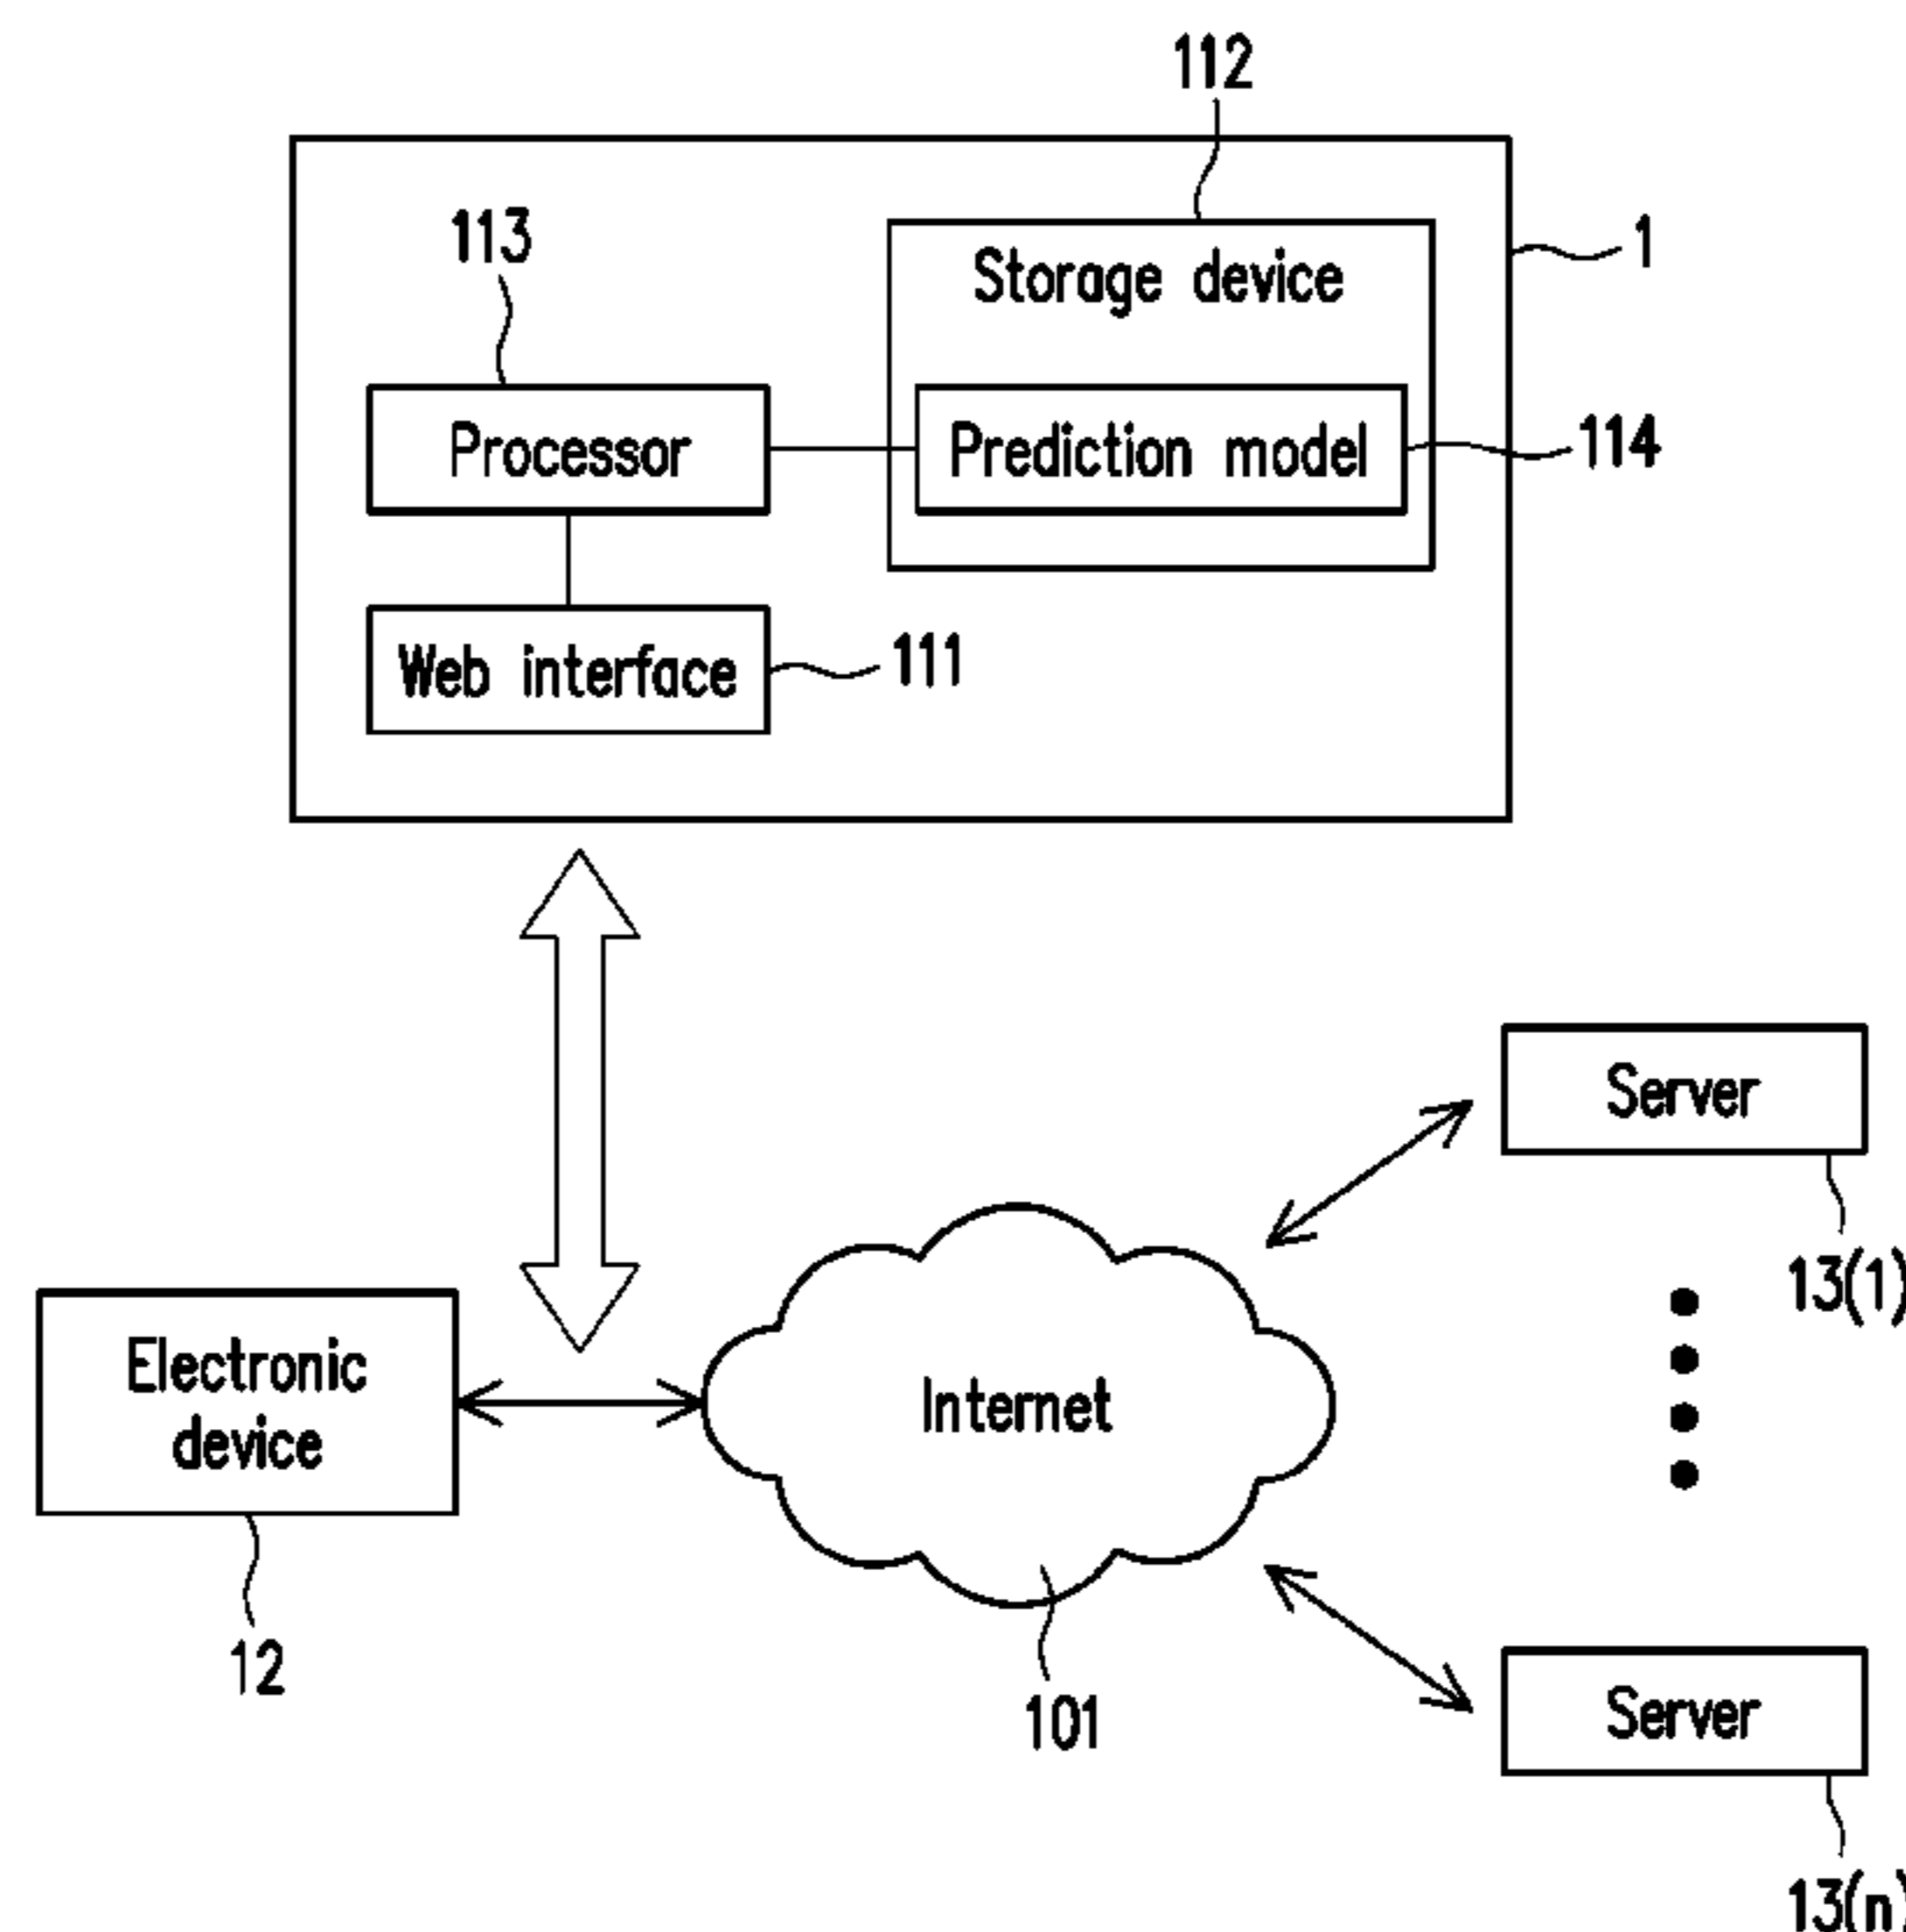 112
113
1
Storage device
Processor
Prediction model
114
Web interface
111
Server
13(1)
Electronic
device
Internet
12
101
Server
13(n)